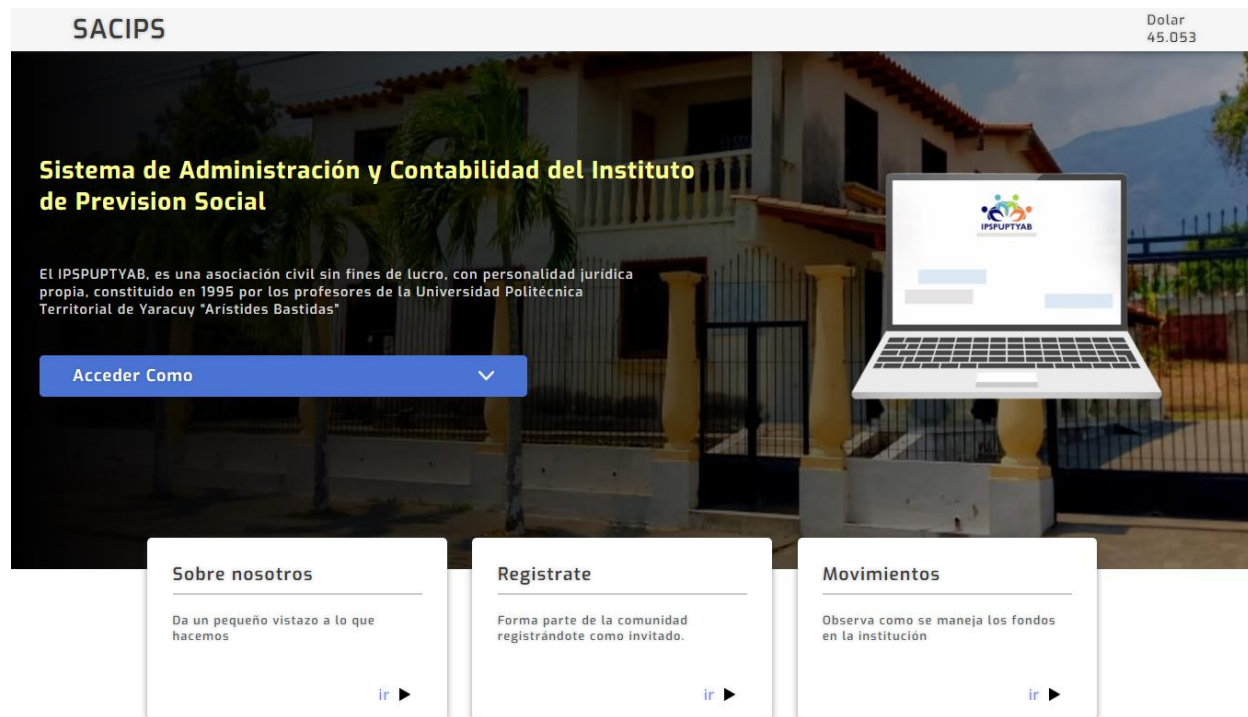 SACIPS
Dolar
45.053
Sistema de Administración y Contabilidad del Instituto
de Prevision Social
IPSPUPTYAB
El IPSPUPTYAB, es una asociación civil sin fines de lucro, con personalidad jurídica
propia, constituido en 1995 por los profesores de la Universidad Politécnica
Territorial de Yaracuy "Arístides Bastidas"
Acceder Como
Sobre nosotros
Da un pequeño vistazo a lo que
hacemos
ir
Registrate
Forma parte de la comunidad
registrándote como invitado.
ir
Movimientos
Observa como se maneja los fondos
en la institución
ir